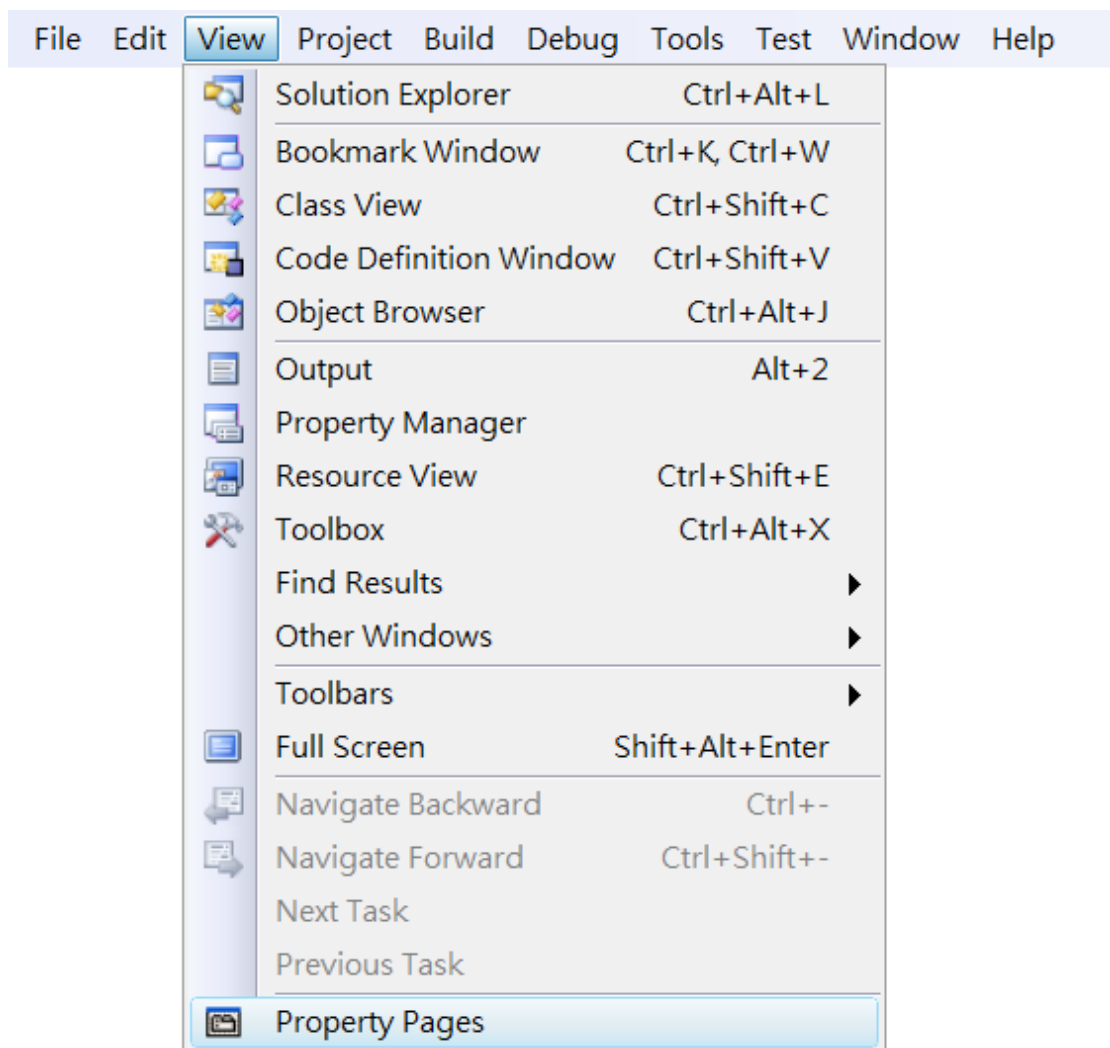 File Edit View Project Build Debug Tools Test Window Help
Solution Explorer Ctrl+Alt+L
Bookmark Window Ctrl+K, Ctrl+W
Class View Ctrl+Shift+C
Code Definition Window Ctrl+Shift+V
Object Browser Ctrl+Alt+J
Output Alt+2
Property Manager
Resource View Ctrl+Shift+E
Toolbox Ctrl+Alt+X
Find Results
Other Windows
Toolbars
Full Screen Shift+Alt+Enter
Navigate Backward Ctrl+-
Navigate Forward Ctrl+Shift+-
Next Task
Previous Task
Property Pages